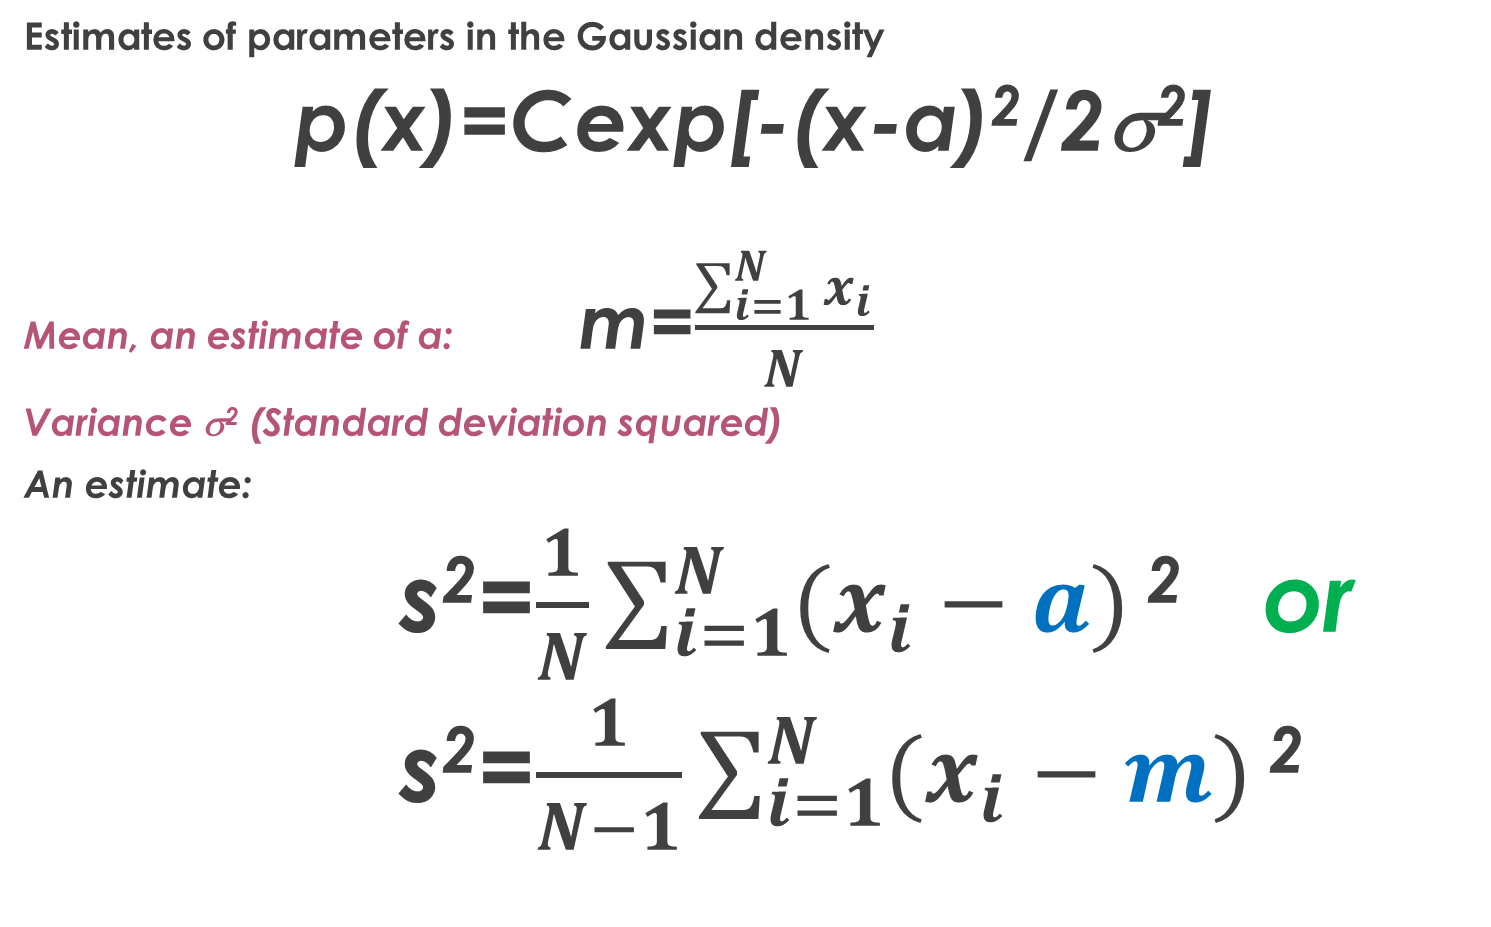 Estimates of parameters in the Gaussian density
p(x)=Cexp[-(x-a)²/2σ²]
Mean, an estimate of a: m=∑ᵢ₌₁ᴺ xᵢ / N
Variance σ² (Standard deviation squared)
An estimate:
s²=1/N ∑ᵢ₌₁ᴺ(xᵢ − a)² or
s²=1/(N−1) ∑ᵢ₌₁ᴺ(xᵢ − m)²